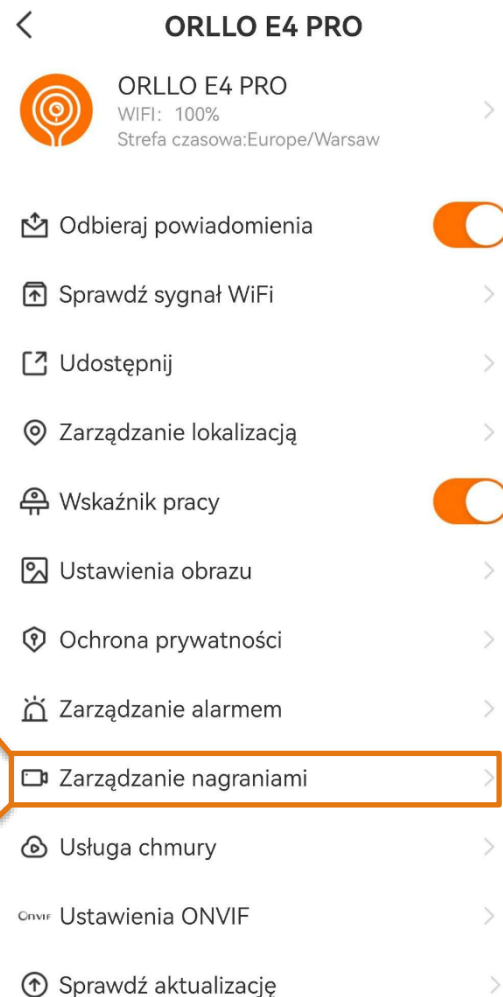 ORLLO E4 PRO
ORLLO E4 PRO
WIFI: 100%
Strefa czasowa:Europe/Warsaw
Odbieraj powiadomienia
Sprawdź sygnał WiFi
Udostępnij
Zarządzanie lokalizacją
Wskaźnik pracy
Ustawienia obrazu
Ochrona prywatności
Zarządzanie alarmem
Zarządzanie nagraniami
Usługa chmury
ONVIF Ustawienia ONVIF
Sprawdź aktualizację